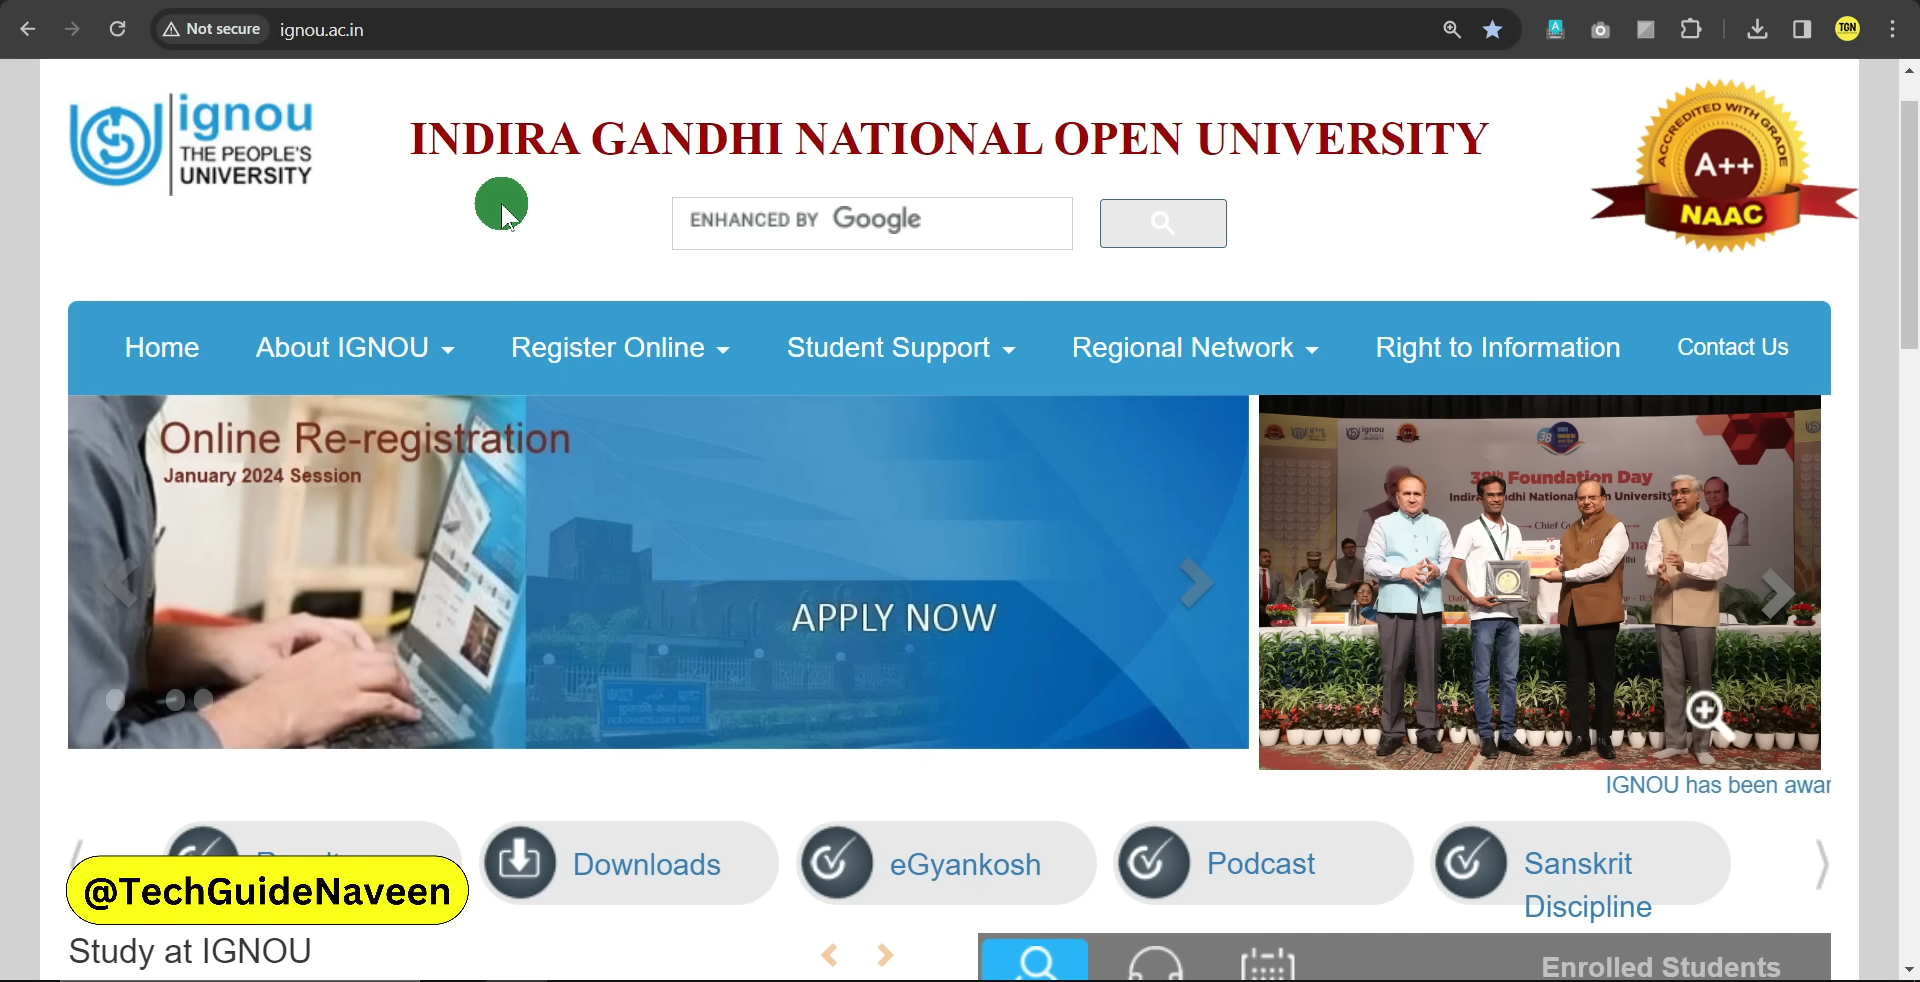 Not secure
ignou.ac.in
TGN
ignou
THE PEOPLE'S
UNIVERSITY
INDIRA GANDHI NATIONAL OPEN UNIVERSITY
ENHANCED BY Google
ACCREDITED WITH GRADE
A++
NAAC
Home
About IGNOU
Register Online
Student Support
Regional Network
Right to Information
Contact Us
Online Re-registration
January 2024 Session
APPLY NOW
38
Foundation Day
IGNOU has been awar
Downloads
eGyankosh
Podcast
Sanskrit
Discipline
@TechGuideNaveen
Study at IGNOU
Enrolled Students